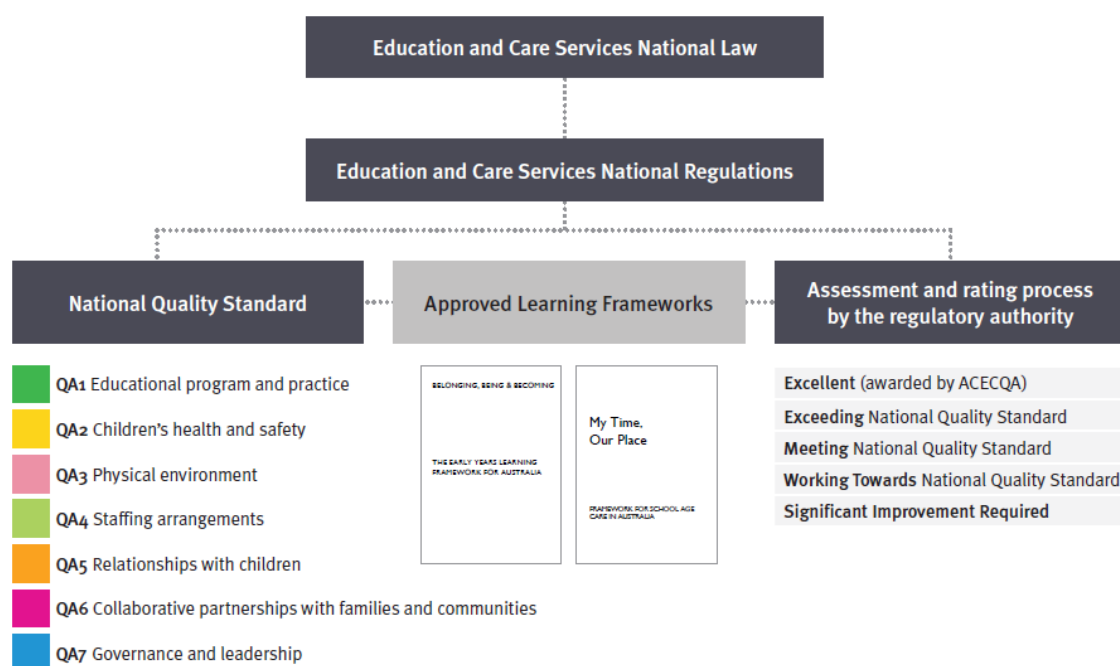 Education and Care Services National Law
Education and Care Services National Regulations
National Quality Standard
QA1 Educational program and practice
QA2 Children's health and safety
QA3 Physical environment
QA4 Staffing arrangements
QA5 Relationships with children
QA6 Collaborative partnerships with families and communities
QA7 Governance and leadership
Approved Learning Frameworks
BELONGING, BEING & BECOMING
THE EARLY YEARS LEARNING
FRAMEWORK FOR AUSTRALIA
My Time,
Our Place
FRAMEWORK FOR SCHOOL AGE
CARE IN AUSTRALIA
Assessment and rating process
by the regulatory authority
Excellent (awarded by ACECQA)
Exceeding National Quality Standard
Meeting National Quality Standard
Working Towards National Quality Standard
Significant Improvement Required